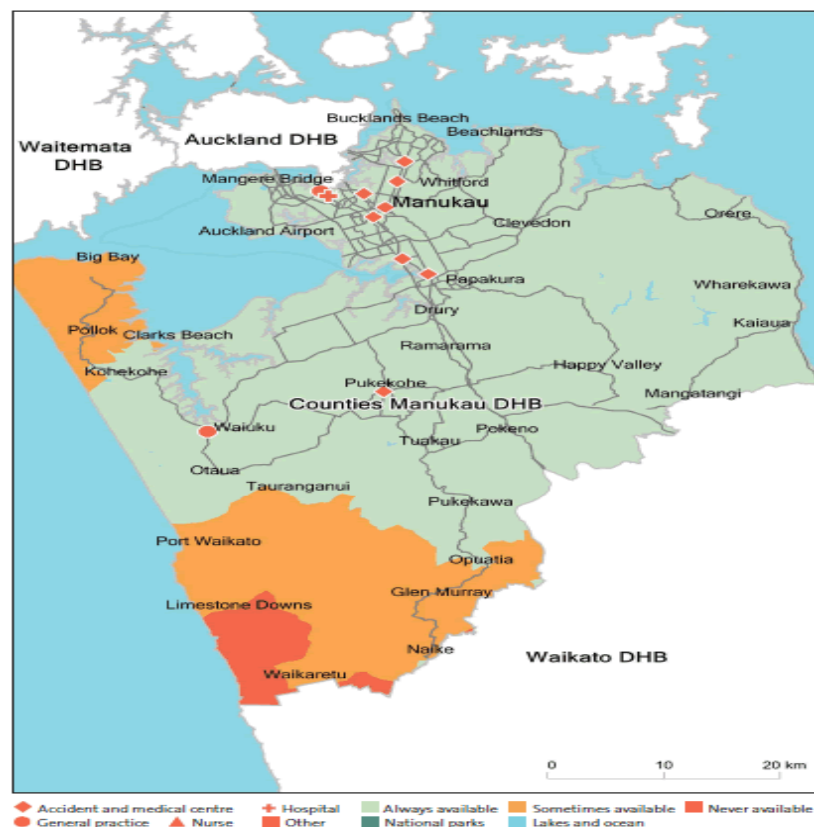 Bucklands Beach
Beachlands
Auckland DHB
Waitemata
DHB
Mangere Bridge
Whitford
Manukau
Orere
Clevedon
Auckland Airport
Big Bay
Papakura
Wharekawa
Drury
Kaiaua
Pollok
Clarks Beach
Ramarama
Happy Valley
Kohekohe
Pukekohe
Mangatangi
Counties Manukau DHB
Waiuku
Pokeno
Tuakau
Otaua
Tauranganui
Pukekawa
Port Waikato
Opuatia
Glen Murray
Limestone Downs
Naike
Waikato DHB
Waikaretu
0 10 20 km
Accident and medical centre Hospital Always available Sometimes available Never available
General practice Nurse Other National parks Lakes and ocean